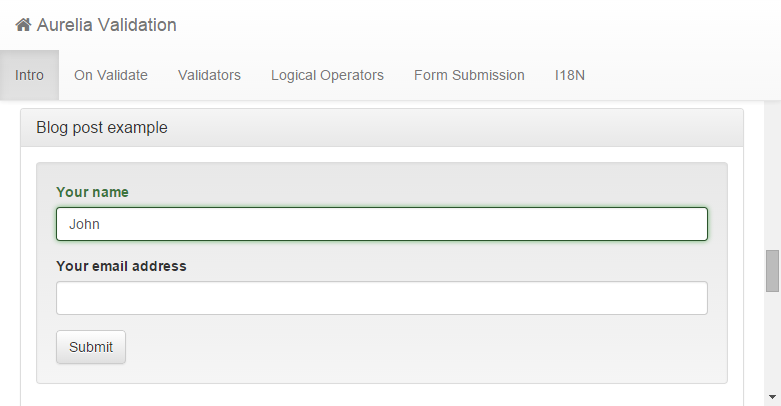 Aurelia Validation
Intro On Validate Validators Logical Operators Form Submission I18N
Blog post example
Your name
John
Your email address
Submit